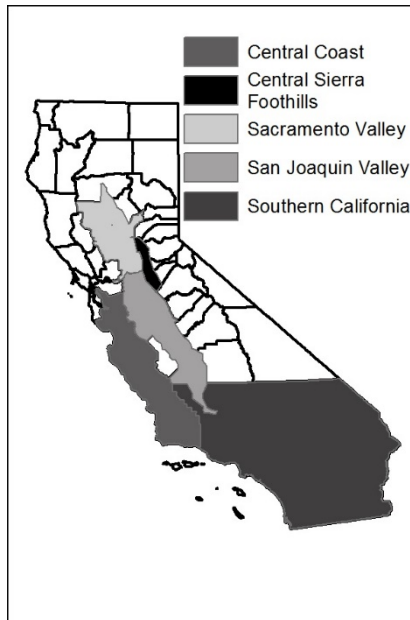 Central Coast
Central Sierra
Foothills
Sacramento Valley
San Joaquin Valley
Southern California